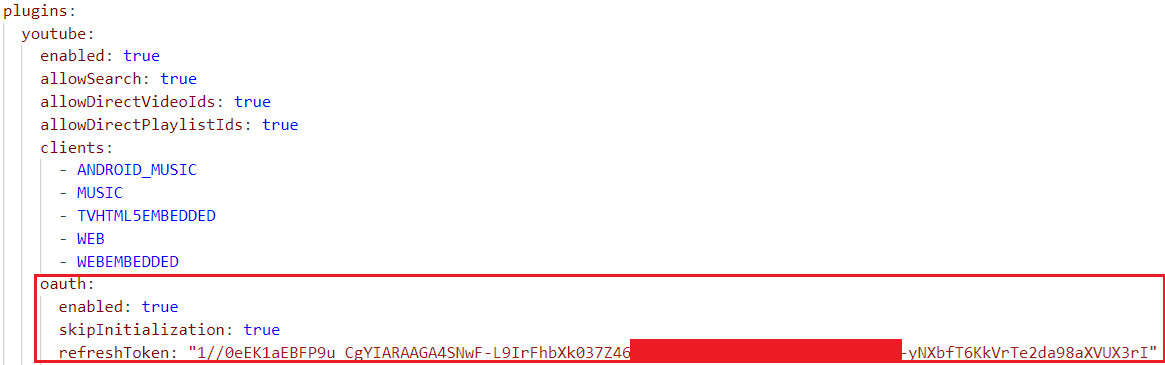 plugins:
youtube:
enabled: true
allowSearch: true
allowDirectVideoIds: true
allowDirectPlaylistIds: true
clients:
- ANDROID_MUSIC
- MUSIC
- TVHTML5EMBEDDED
- WEB
- WEBEMBEDDED
oauth:
enabled: true
skipInitialization: true
refreshToken: "1//0eEK1aEBFP9u_CgYIARAAGA4SNwF-L9IrFhbXk037Z46 -yNXbfT6KkVrTe2da98aXVUX3rI"